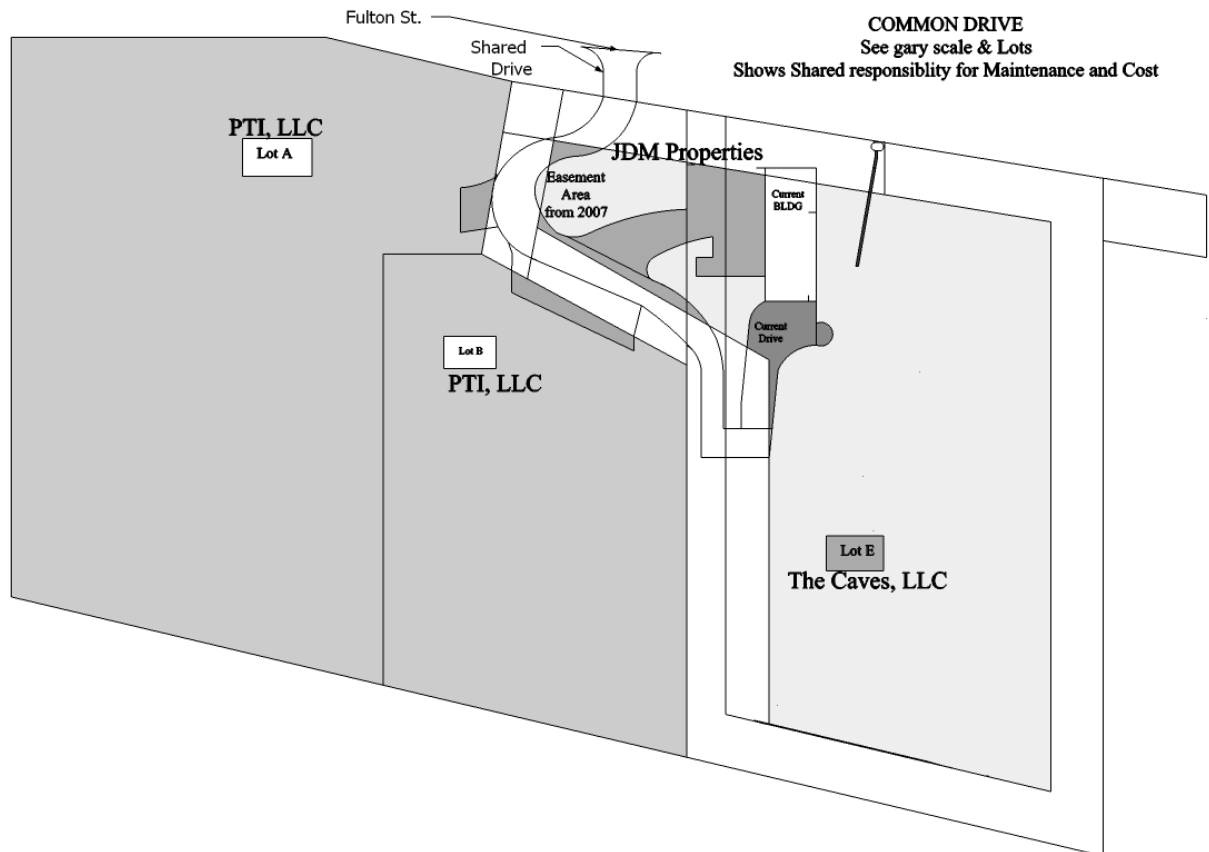 Fulton St.
COMMON DRIVE
See gary scale & Lots
Shows Shared responsiblity for Maintenance and Cost
Shared
Drive
PTI, LLC
Lot A
JDM Properties
Easement
Area
from 2007
Current
BLDG
Current
Drive
Lot B
PTI, LLC
Lot E
The Caves, LLC